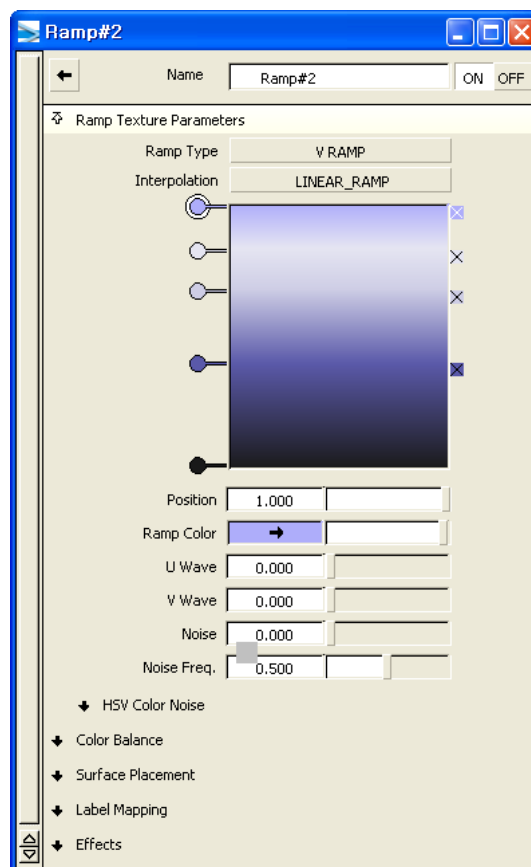 Ramp#2
Name Ramp#2 ON OFF
Ramp Texture Parameters
Ramp Type V RAMP
Interpolation LINEAR_RAMP
Position 1.000
Ramp Color
U Wave 0.000
V Wave 0.000
Noise 0.000
Noise Freq. 0.500
HSV Color Noise
Color Balance
Surface Placement
Label Mapping
Effects